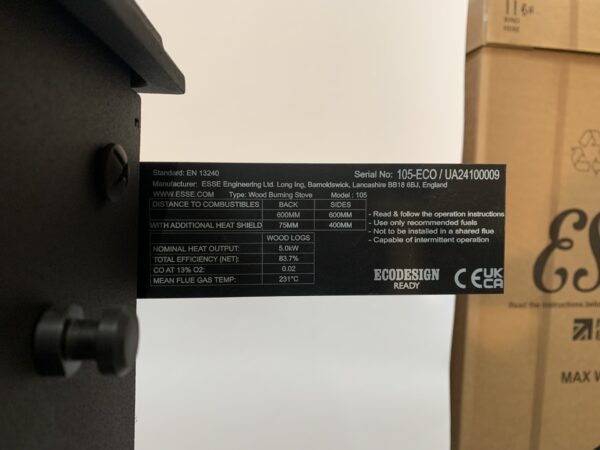 Standard: EN 13240
Serial No: 105-ECO / UA24100009
Manufacturer: ESSE Engineering Ltd. Long Ing, Barnoldswick, Lancashire BB18 6BJ, England
WWW.ESSE.COM Type: Wood Burning Stove Model : 105
DISTANCE TO COMBUSTIBLES BACK SIDES
600MM 600MM
WITH ADDITIONAL HEAT SHIELD 75MM 400MM
WOOD LOGS
NOMINAL HEAT OUTPUT: 5.0kW
TOTAL EFFICIENCY (NET): 83.7%
CO AT 13% O2: 0.02
MEAN FLUE GAS TEMP: 231°C
- Read & follow the operation instructions
- Use only recommended fuels
- Not to be installed in a shared flue
- Capable of intermittent operation
ECODESIGN
READY
CE UK
CA
ES
Read the instructions
MAX W